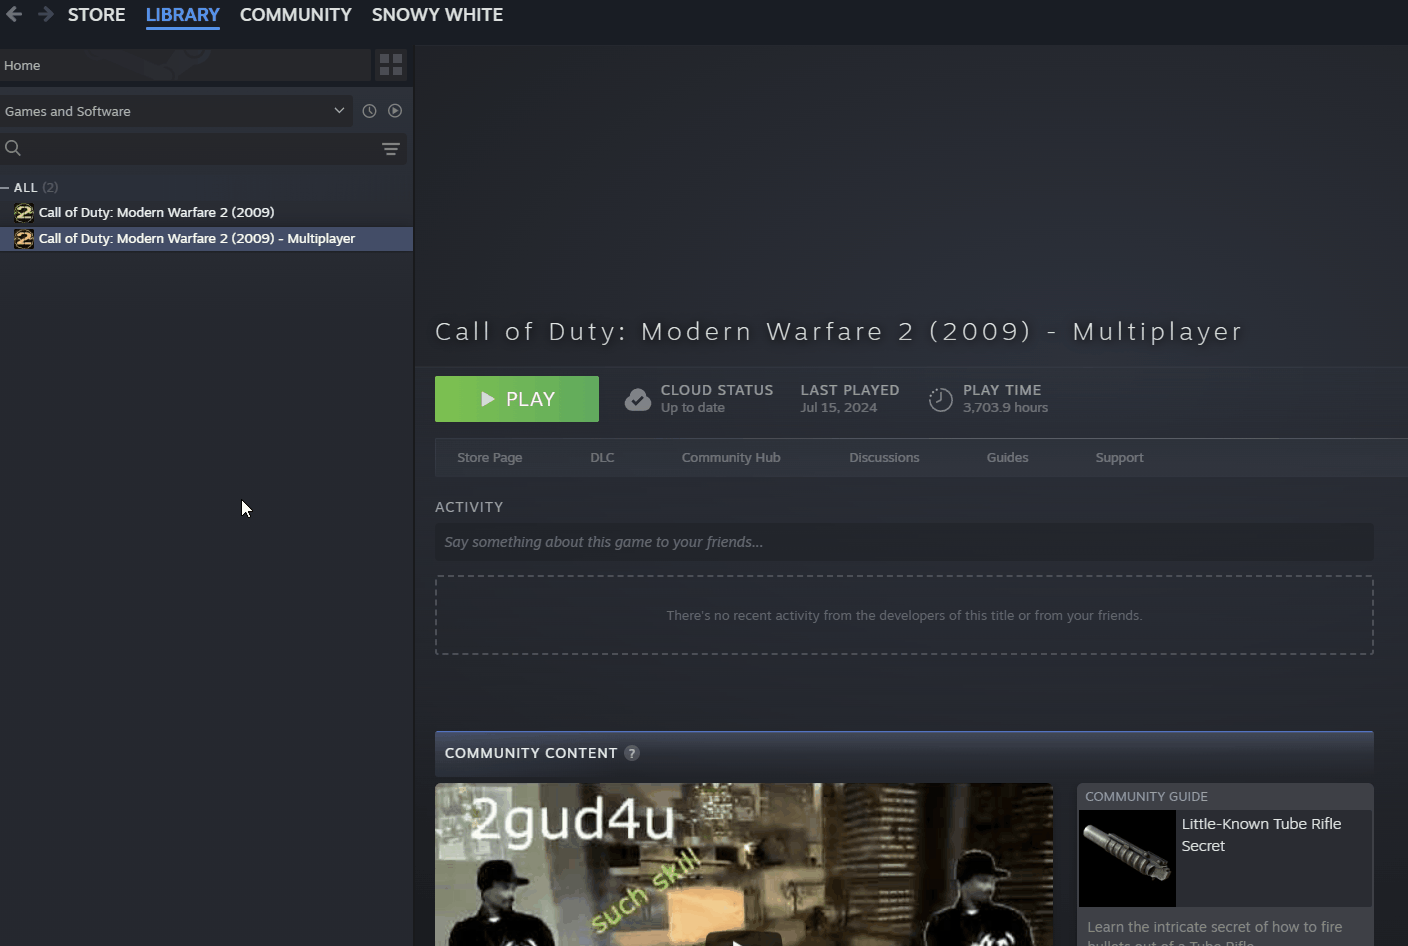 STORE LIBRARY COMMUNITY SNOWY WHITE
Home
Games and Software
ALL (2)
Call of Duty: Modern Warfare 2 (2009)
Call of Duty: Modern Warfare 2 (2009) - Multiplayer
Call of Duty: Modern Warfare 2 (2009) - Multiplayer
PLAY
CLOUD STATUS
Up to date
LAST PLAYED
Jul 15, 2024
PLAY TIME
3,703.9 hours
Store Page DLC Community Hub Discussions Guides Support
ACTIVITY
Say something about this game to your friends...
There's no recent activity from the developers of this title or from your friends.
COMMUNITY CONTENT ?
2gud4u
such skill
COMMUNITY GUIDE
Little-Known Tube Rifle
Secret
Learn the intricate secret of how to fire
bullets out of a Tube Rifle